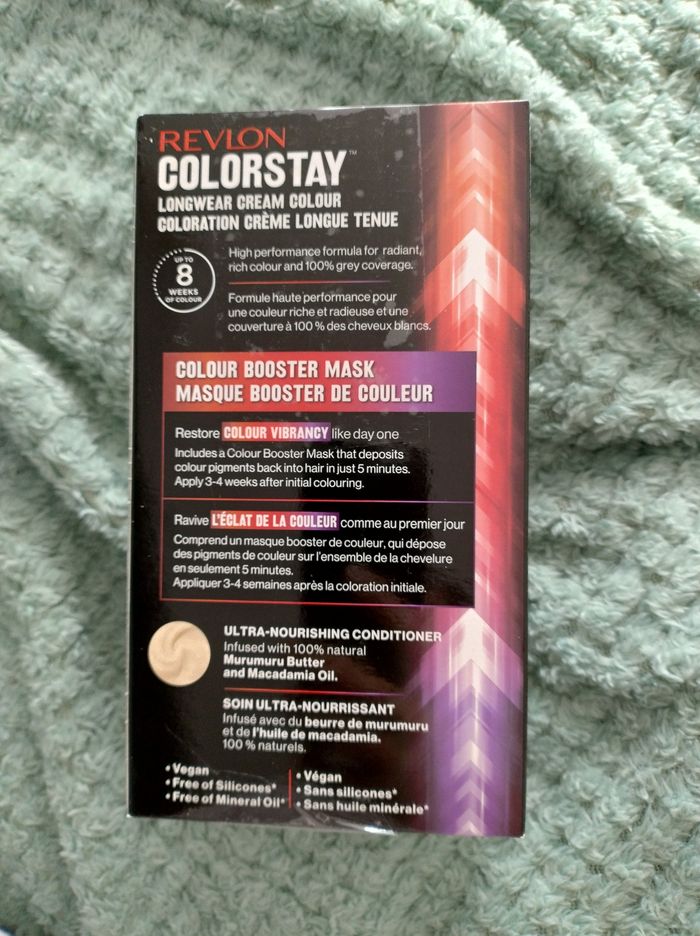 REVLON
COLORSTAY™
LONGWEAR CREAM COLOUR
COLORATION CRÈME LONGUE TENUE
UP TO
8
WEEKS
OF COLOUR
High performance formula for radiant,
rich colour and 100% grey coverage.
Formule haute performance pour
une couleur riche et radieuse et une
couverture à 100 % des cheveux blancs.
COLOUR BOOSTER MASK
MASQUE BOOSTER DE COULEUR
Restore COLOUR VIBRANCY like day one
Includes a Colour Booster Mask that deposits
colour pigments back into hair in just 5 minutes.
Apply 3-4 weeks after initial colouring.
Ravive L'ÉCLAT DE LA COULEUR comme au premier jour
Comprend un masque booster de couleur, qui dépose
des pigments de couleur sur l'ensemble de la chevelure
en seulement 5 minutes.
Appliquer 3-4 semaines après la coloration initiale.
ULTRA-NOURISHING CONDITIONER
Infused with 100% natural
Murumuru Butter
and Macadamia Oil.
SOIN ULTRA-NOURRISSANT
Infusé avec du beurre de murumuru
et de l'huile de macadamia.
100 % naturels.
• Vegan
• Free of Silicones*
• Free of Mineral Oil*
• Végan
• Sans silicones*
• Sans huile minérale*